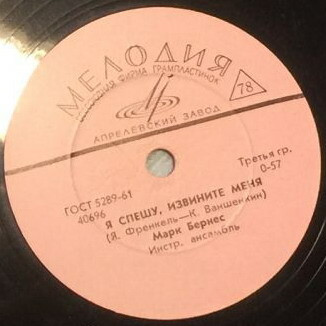 МЕЛОДИЯ
ВСЕСОЮЗНАЯ ФИРМА ГРАМПЛАСТИНОК
78
АПРЕЛЕВСКИЙ ЗАВОД
ГОСТ 5289-61
40696
Третья гр.
0-57
Я СПЕШУ, ИЗВИНИТЕ МЕНЯ
(Я. Френкель—К. Ваншенкин)
Марк Бернес
Инстр. ансамбль